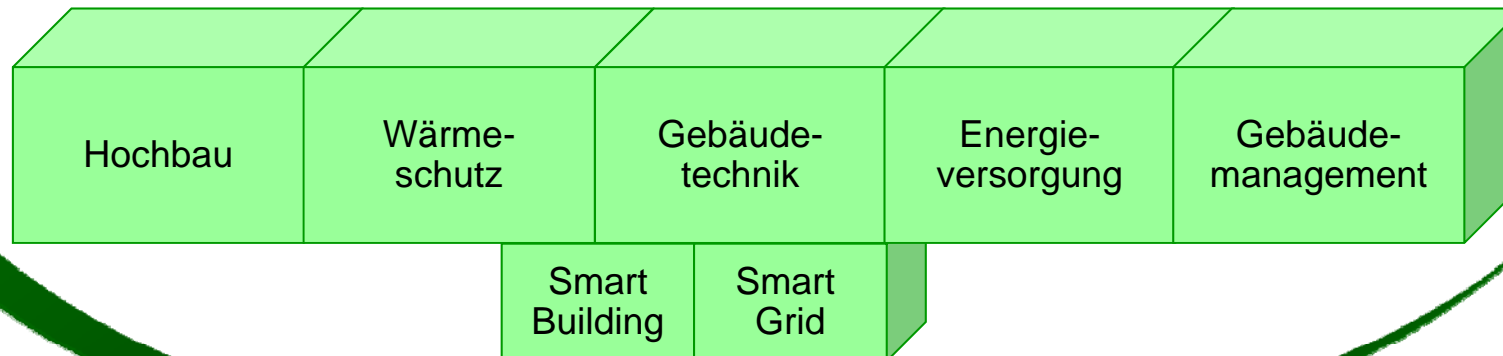 Hochbau
Wärme-
schutz
Gebäude-
technik
Energie-
versorgung
Gebäude-
management
Smart
Building
Smart
Grid